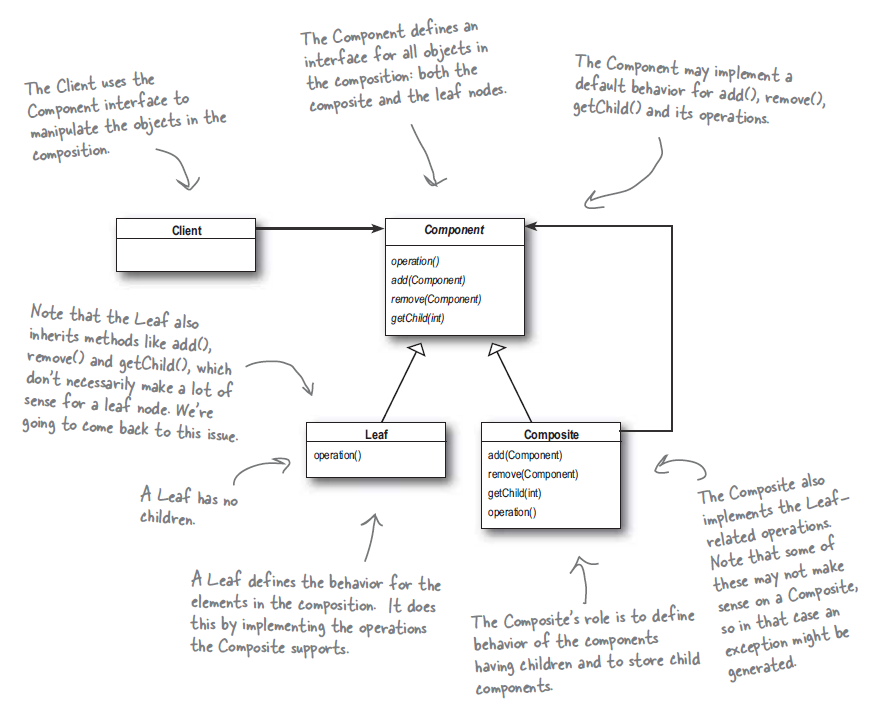 The Client uses the
Component interface to
manipulate the objects in the
composition.
The Component defines an
interface for all objects in
the composition: both the
composite and the leaf nodes.
The Component may implement a
default behavior for add(), remove(),
getChild() and its operations.
Client
Component
operation()
add(Component)
remove(Component)
getChild(int)
Note that the Leaf also
inherits methods like add(),
remove() and getChild(), which
don't necessarily make a lot of
sense for a leaf node. We're
going to come back to this issue.
Leaf
operation()
Composite
add(Component)
remove(Component)
getChild(int)
operation()
A Leaf has no
children.
A Leaf defines the behavior for the
elements in the composition. It does
this by implementing the operations
the Composite supports.
The Composite's role is to define
behavior of the components
having children and to store child
components.
The Composite also
implements the Leaf-
related operations.
Note that some of
these may not make
sense on a Composite,
so in that case an
exception might be
generated.